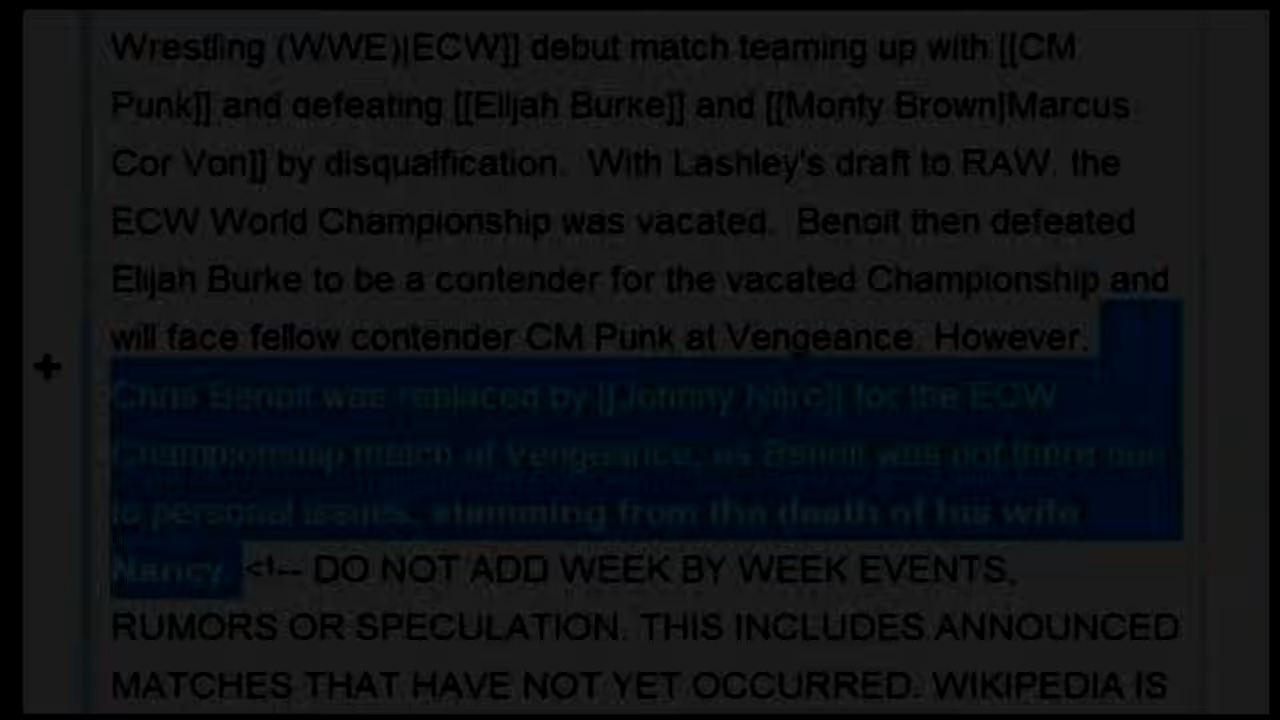 Wrestling (WWE)|ECW]] debut match teaming up with [[CM
Punk]] and defeating [[Elijah Burke]] and [[Monty Brown|Marcus
Cor Von]] by disqualfication.  With Lashley's draft to RAW, the
ECW World Championship was vacated.  Benoit then defeated
Elijah Burke to be a contender for the vacated Championship and
will face fellow contender CM Punk at Vengeance. However,
Chris Benoit was replaced by [[Johnny Nitro]] for the ECW
Championship match at Vengeance, as Benoit was not there due
to personal issues, stemming from the death of his wife
Nancy. <!-- DO NOT ADD WEEK BY WEEK EVENTS,
RUMORS OR SPECULATION. THIS INCLUDES ANNOUNCED
MATCHES THAT HAVE NOT YET OCCURRED. WIKIPEDIA IS
+